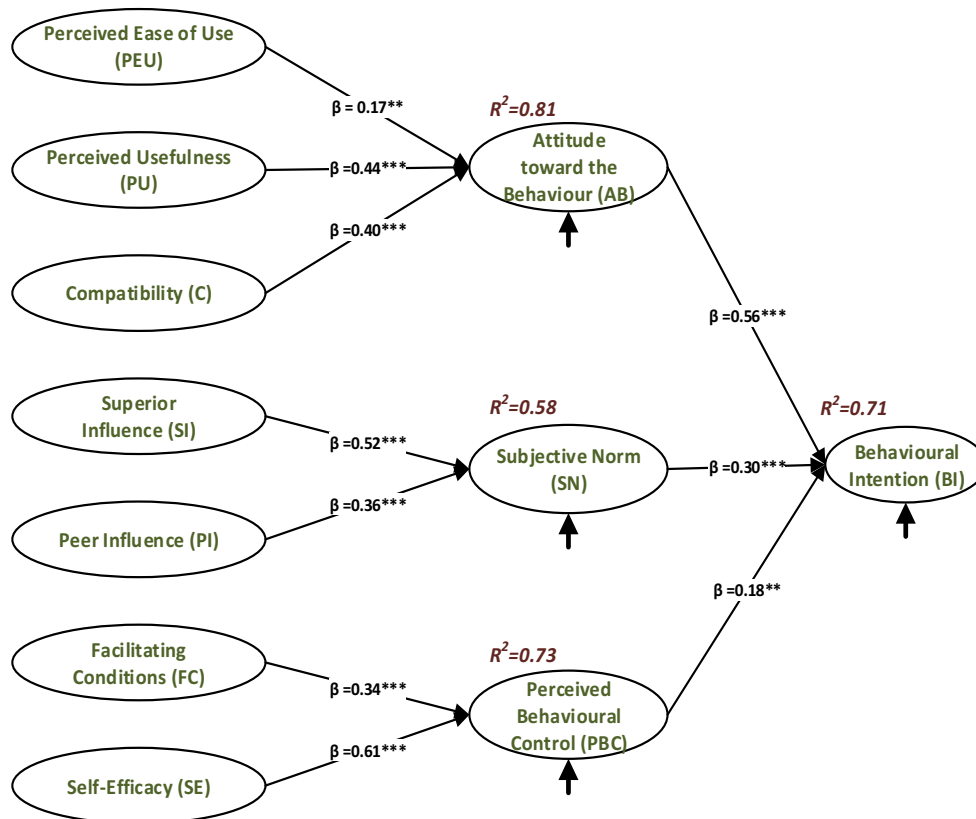 Perceived Ease of Use
(PEU)
β = 0.17**
R²=0.81
Attitude
toward the
Behaviour (AB)
Perceived Usefulness
(PU)
β=0.44***
β=0.40***
Compatibility (C)
β =0.56***
Superior
Influence (SI)
β=0.52***
R²=0.58
Subjective Norm
(SN)
β=0.30***
R²=0.71
Behavioural
Intention (BI)
β=0.36***
Peer Influence (PI)
β =0.18**
Facilitating
Conditions (FC)
β=0.34***
R²=0.73
Perceived
Behavioural
Control (PBC)
β=0.61***
Self-Efficacy (SE)